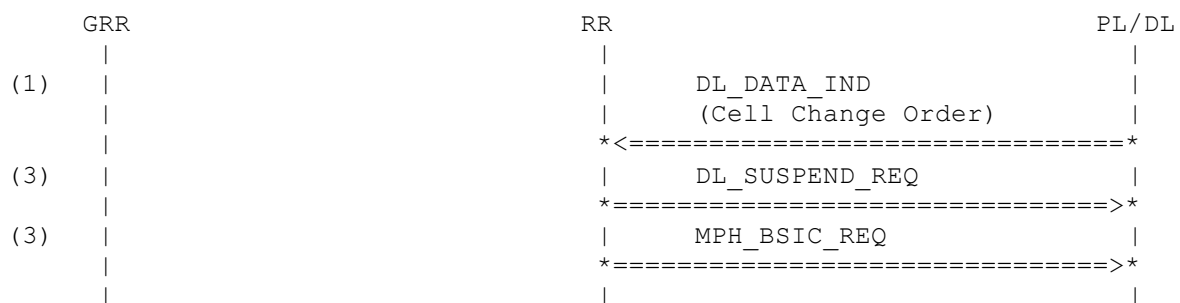 GRR RR PL/DL
| | |
(1) | | DL_DATA_IND |
| | (Cell Change Order) |
| *<===============================*
(3) | | DL_SUSPEND_REQ |
| *===============================>*
(3) | | MPH_BSIC_REQ |
| *===============================>*
| | |